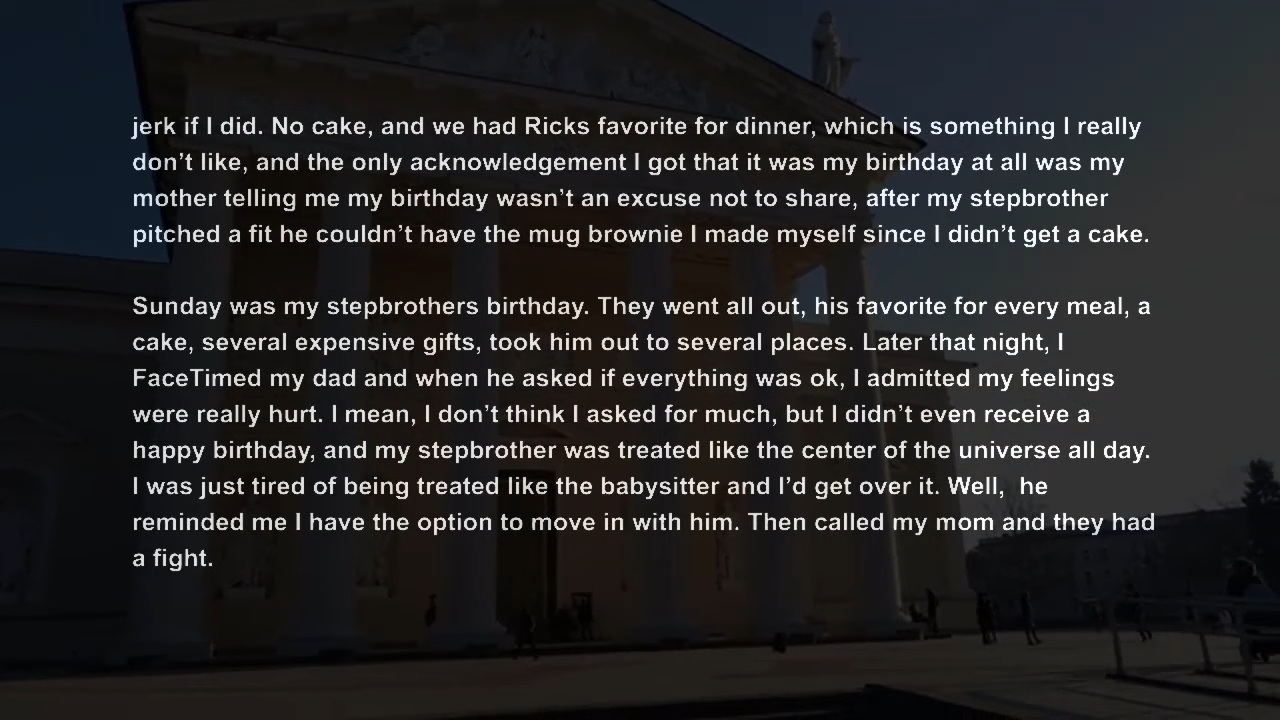 jerk if I did. No cake, and we had Ricks favorite for dinner, which is something I really
don’t like, and the only acknowledgement I got that it was my birthday at all was my
mother telling me my birthday wasn’t an excuse not to share, after my stepbrother
pitched a fit he couldn’t have the mug brownie I made myself since I didn’t get a cake.
Sunday was my stepbrothers birthday. They went all out, his favorite for every meal, a
cake, several expensive gifts, took him out to several places. Later that night, I
FaceTimed my dad and when he asked if everything was ok, I admitted my feelings
were really hurt. I mean, I don’t think I asked for much, but I didn’t even receive a
happy birthday, and my stepbrother was treated like the center of the universe all day.
I was just tired of being treated like the babysitter and I’d get over it. Well,  he
reminded me I have the option to move in with him. Then called my mom and they had
a fight.